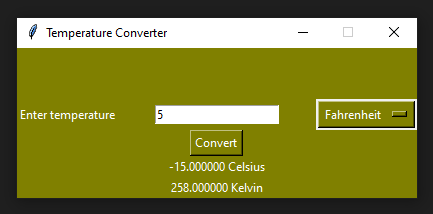 Temperature Converter
Enter temperature 5 Fahrenheit
Convert
-15.000000 Celsius
258.000000 Kelvin